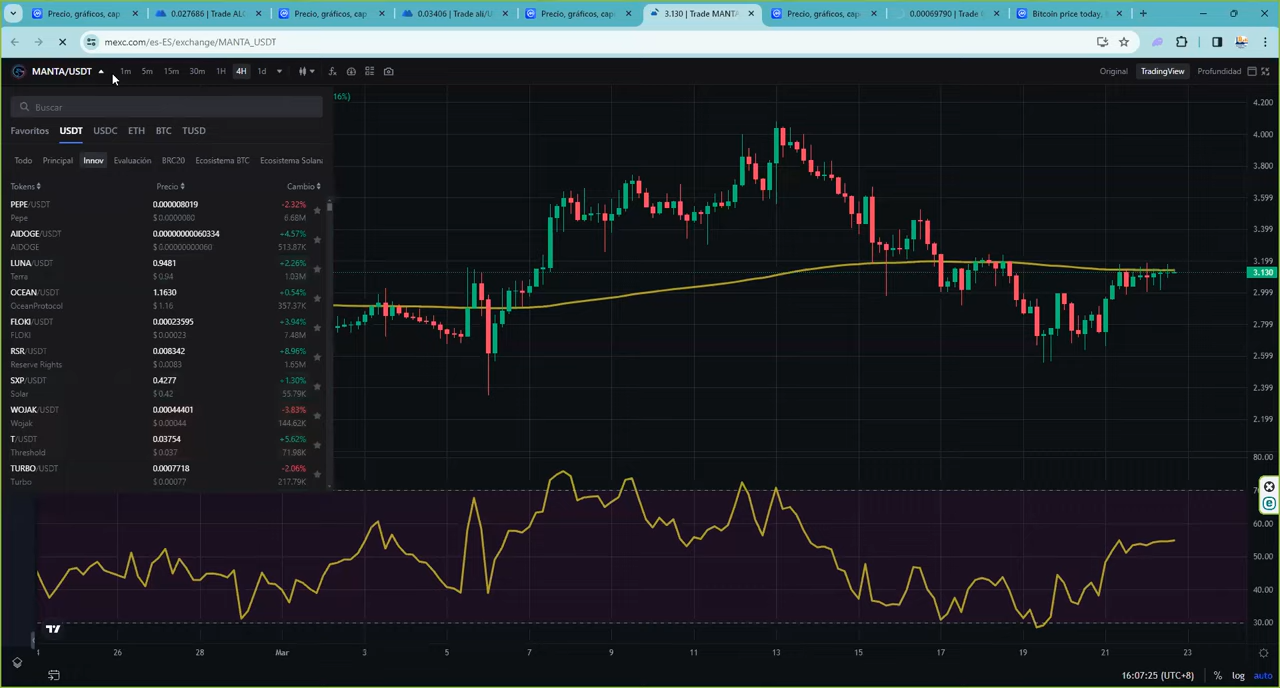 Precio, gráficos, cap
0.027686 | Trade ALC
Precio, gráficos, cap
0.03406 | Trade ali/U
Precio, gráficos, cap
3.130 | Trade MANTA
Precio, gráficos, cap
0.00069790 | Trade
Bitcoin price today,
mexc.com/es-ES/exchange/MANTA_USDT
MANTA/USDT 1m 5m 15m 30m 1H 4H 1d
Original TradingView Profundidad
Buscar
16%)
Favoritos USDT USDC ETH BTC TUSD
Todo Principal Innov Evaluación BRC20 Ecosistema BTC Ecosistema Solana
Tokens Precio Cambio
PEPE/USDT 0.000008019 -2.32%
Pepe $ 0.0000000 6.68M
AIDOGE/USDT 0.00000000060334 +4.57%
AIDOGE $ 0.00000000060 513.87K
LUNA/USDT 0.9481 +2.26%
Terra $ 0.94 1.03M
OCEAN/USDT 1.1630 +0.54%
OceanProtocol $ 1.16 357.37K
FLOKI/USDT 0.00023595 +3.94%
FLOKI $ 0.00023 7.48M
RSR/USDT 0.008342 +8.96%
Reserve Rights $ 0.0083 1.65M
SXP/USDT 0.4277 +1.30%
Solar $ 0.42 55.79K
WOJAK/USDT 0.00044401 -3.83%
Wojak $ 0.00044 144.62K
T/USDT 0.03754 +5.62%
Threshold $ 0.037 71.98K
TURBO/USDT 0.0007718 -2.06%
Turbo $ 0.00077 217.79K
4.200
4.000
3.800
3.599
3.399
3.199
3.130
2.999
2.799
2.599
2.399
2.199
80.00
60.00
50.00
40.00
30.00
1 26 28 Mar 3 5 7 9 11 13 15 17 19 21 23
16:07:25 (UTC+8) % log auto